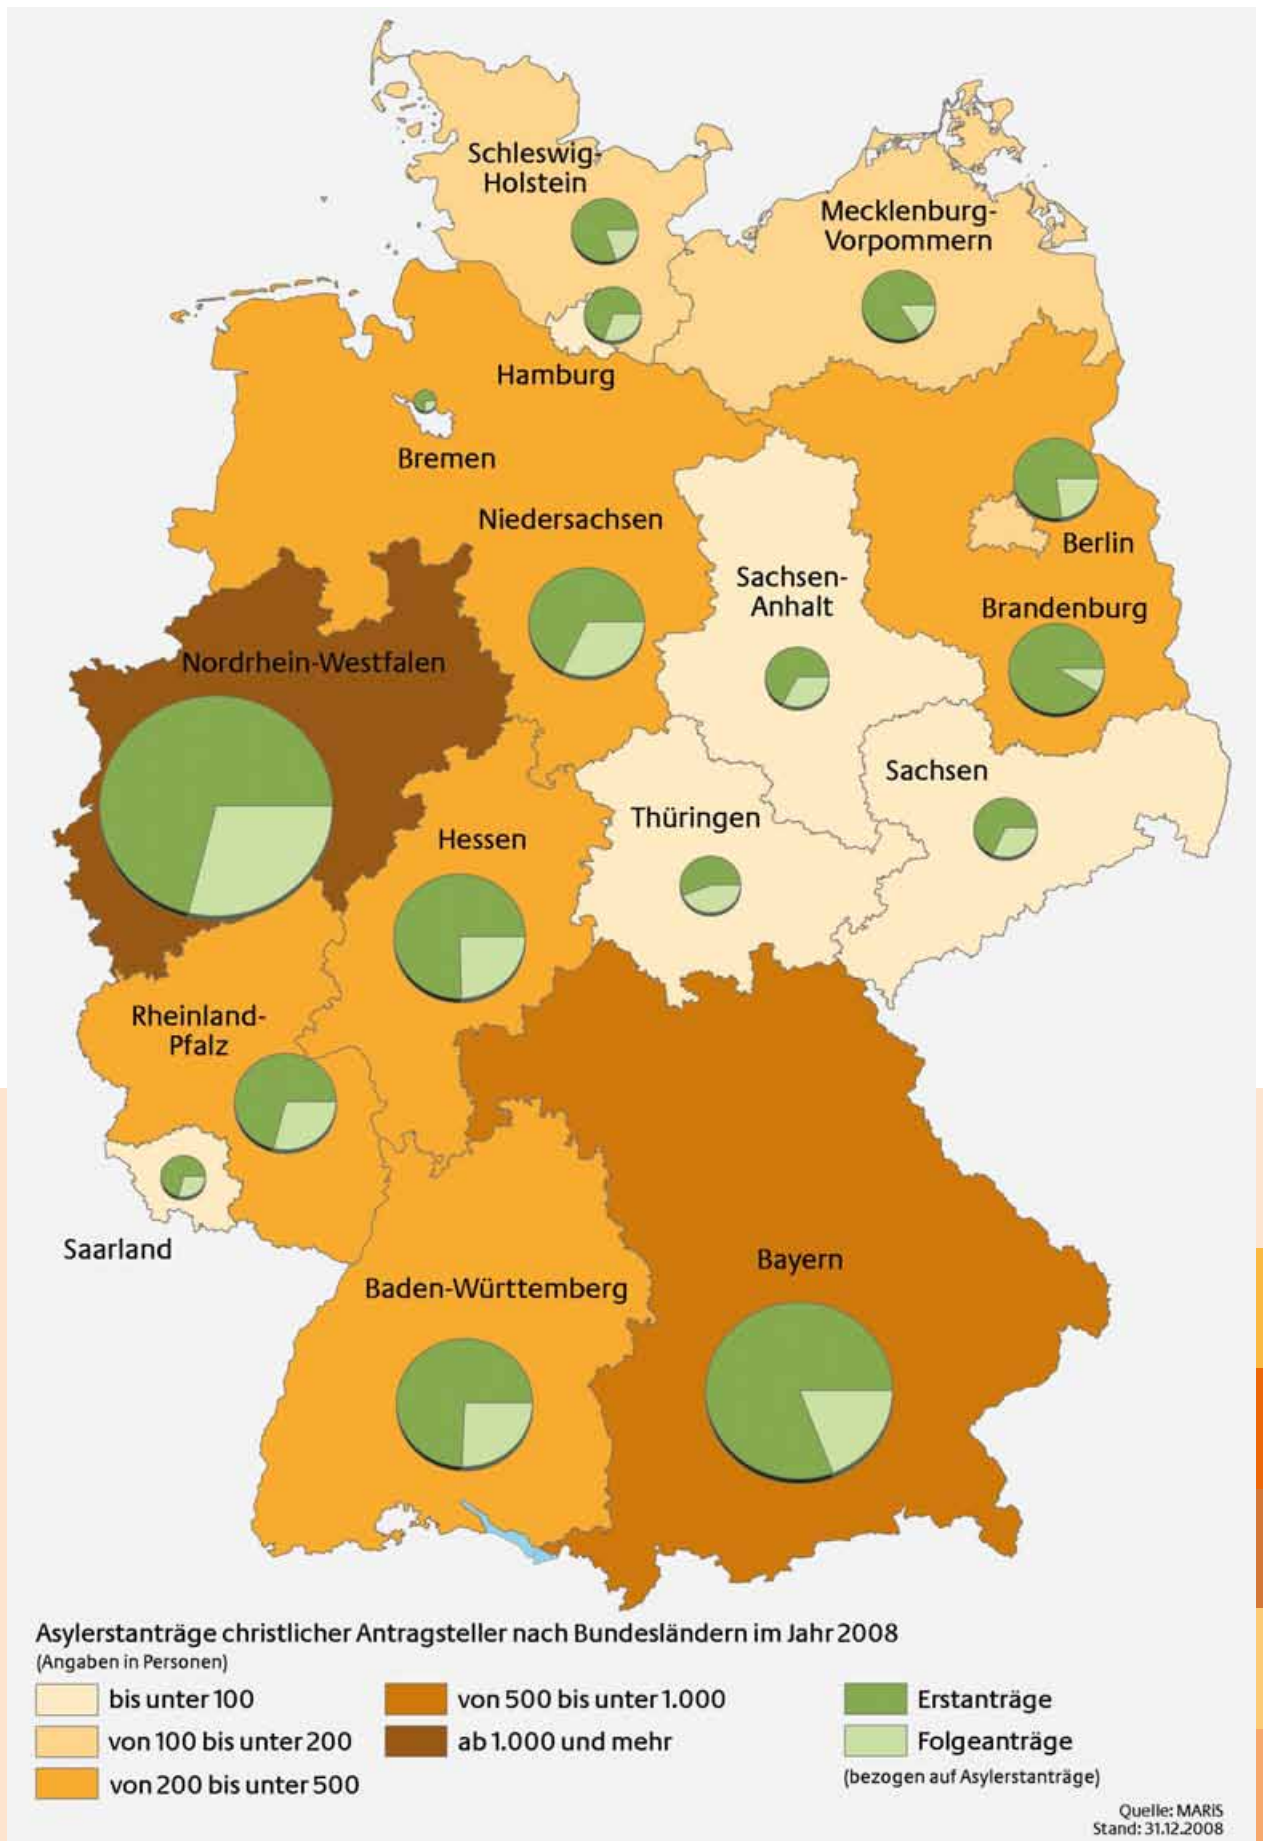 Schleswig-
Holstein
Mecklenburg-
Vorpommern
Hamburg
Bremen
Niedersachsen
Berlin
Sachsen-
Anhalt
Brandenburg
Nordrhein-Westfalen
Sachsen
Thüringen
Hessen
Rheinland-
Pfalz
Saarland
Bayern
Baden-Württemberg
Asylerstanträge christlicher Antragsteller nach Bundesländern im Jahr 2008
(Angaben in Personen)
bis unter 100
von 100 bis unter 200
von 200 bis unter 500
von 500 bis unter 1.000
ab 1.000 und mehr
Erstanträge
Folgeanträge
(bezogen auf Asylerstanträge)
Quelle: MARiS
Stand: 31.12.2008